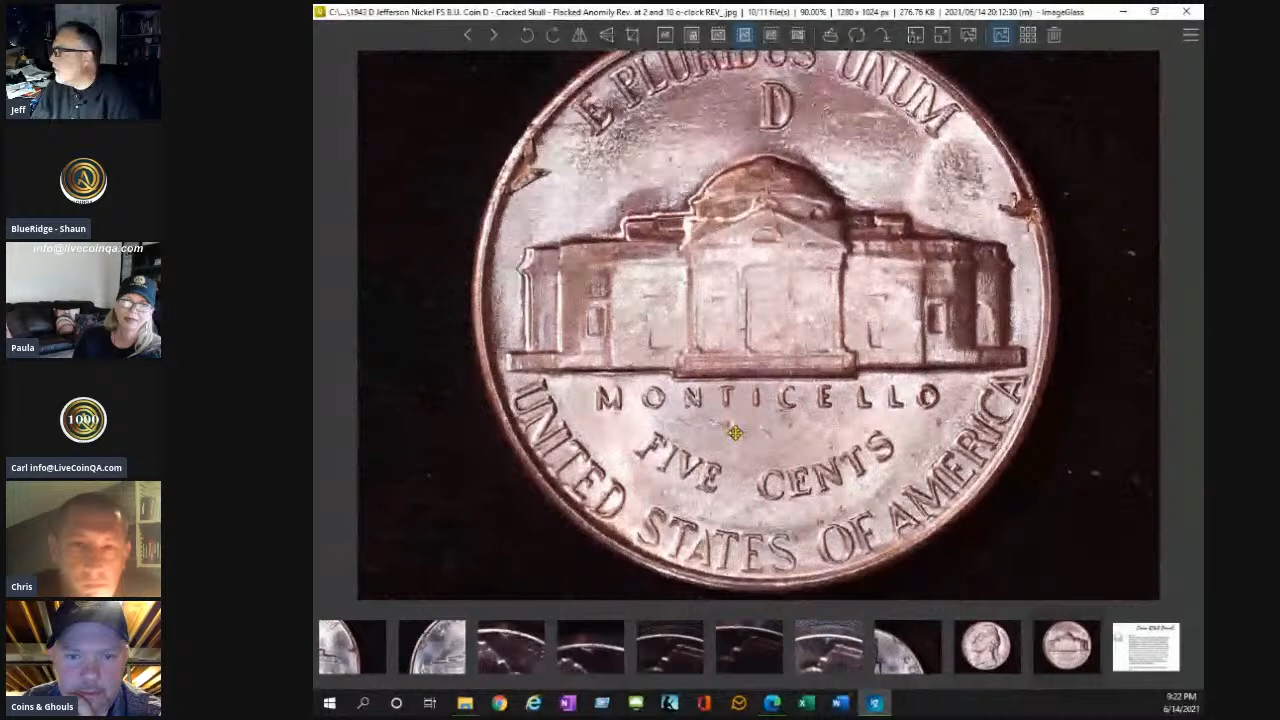 C:\...\1943 D Jefferson Nickel FS B.U. Coin D - Cracked Skull - Flacked Anomily Rev. at 2 and 10 o-clock REV_.jpg | 10/11 file(s) | 90.00% | 1280 x 1024 px | 276.76 KB | 2021/06/14 20:12:30 (m) - ImageGlass
Jeff
BlueRidge - Shaun
info@livecoinqa.com
Paula
1000
Carl info@LiveCoinQA.com
Chris
Coins & Ghouls
E PLURIBUS UNUM
D
MONTICELLO
FIVE CENTS
UNITED STATES OF AMERICA
9:22 PM
6/14/2021